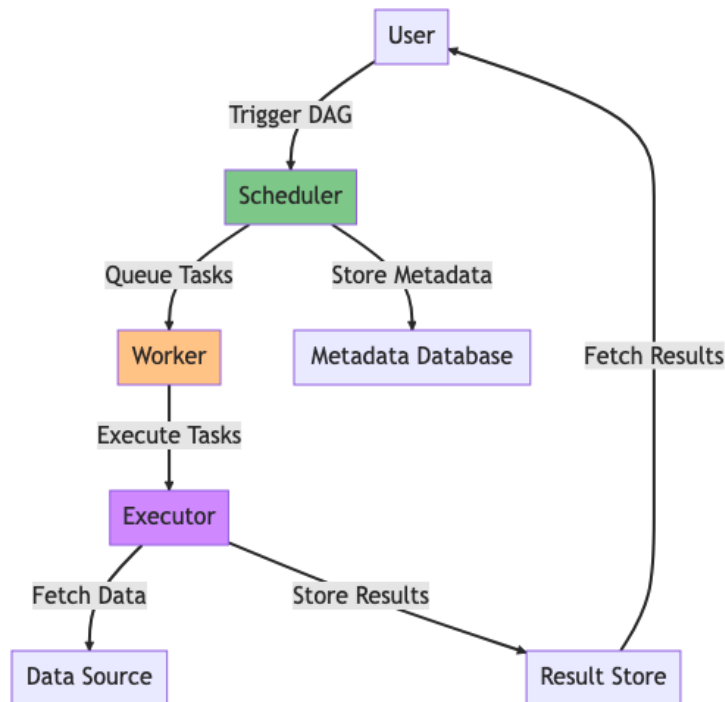 User
Trigger DAG
Scheduler
Queue Tasks
Store Metadata
Worker
Metadata Database
Fetch Results
Execute Tasks
Executor
Fetch Data
Store Results
Data Source
Result Store